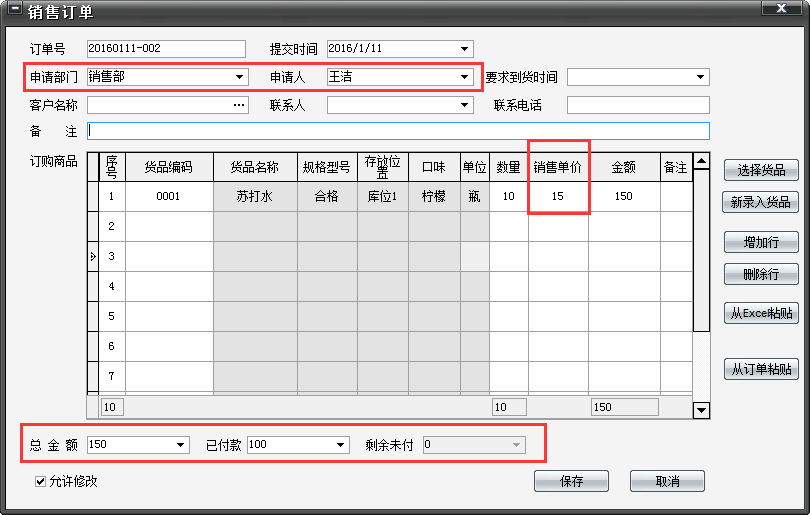 销售订单
订单号 20160111-002 提交时间 2016/1/11
申请部门 销售部 申请人 王洁 要求到货时间
客户名称 ... 联系人 联系电话
备 注
订购商品 序号 货品编码 货品名称 规格型号 存放位置 口味 单位 数量 销售单价 金额 备注
1 0001 苏打水 合格 库位1 柠檬 瓶 10 15 150
2
3
4
5
6
7
10 10 150
选择货品
新录入货品
增加行
删除行
从Excel粘贴
从订单粘贴
总 金 额 150 已付款 100 剩余未付 0
允许修改 保存 取消